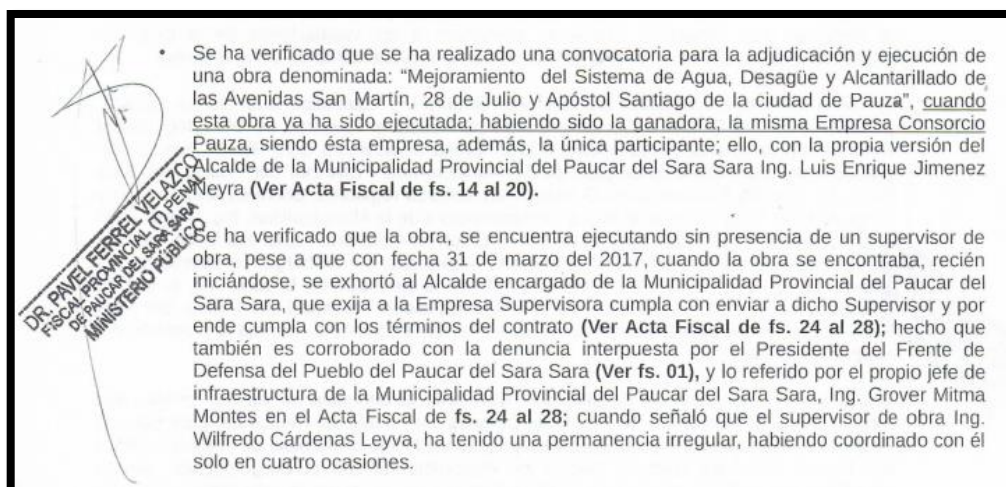 • Se ha verificado que se ha realizado una convocatoria para la adjudicación y ejecución de
una obra denominada: "Mejoramiento del Sistema de Agua, Desagüe y Alcantarillado de
las Avenidas San Martín, 28 de Julio y Apóstol Santiago de la ciudad de Pauza", cuando
esta obra ya ha sido ejecutada; habiendo sido la ganadora, la misma Empresa Consorcio
Pauza, siendo ésta empresa, además, la única participante; ello, con la propia versión del
Alcalde de la Municipalidad Provincial del Paucar del Sara Sara Ing. Luis Enrique Jimenez
Neyra (Ver Acta Fiscal de fs. 14 al 20).
Se ha verificado que la obra, se encuentra ejecutando sin presencia de un supervisor de
obra, pese a que con fecha 31 de marzo del 2017, cuando la obra se encontraba, recién
iniciándose, se exhortó al Alcalde encargado de la Municipalidad Provincial del Paucar del
Sara Sara, que exija a la Empresa Supervisora cumpla con enviar a dicho Supervisor y por
ende cumpla con los términos del contrato (Ver Acta Fiscal de fs. 24 al 28); hecho que
también es corroborado con la denuncia interpuesta por el Presidente del Frente de
Defensa del Pueblo del Paucar del Sara Sara (Ver fs. 01), y lo referido por el propio jefe de
infraestructura de la Municipalidad Provincial del Paucar del Sara Sara, Ing. Grover Mitma
Montes en el Acta Fiscal de fs. 24 al 28; cuando señaló que el supervisor de obra Ing.
Wilfredo Cárdenas Leyva, ha tenido una permanencia irregular, habiendo coordinado con él
solo en cuatro ocasiones.
DR. PAVEL FERREL VELAZCO
FISCAL PROVINCIAL (T) PENAL
DE PAUCAR DEL SARA SARA
MINISTERIO PÚBLICO